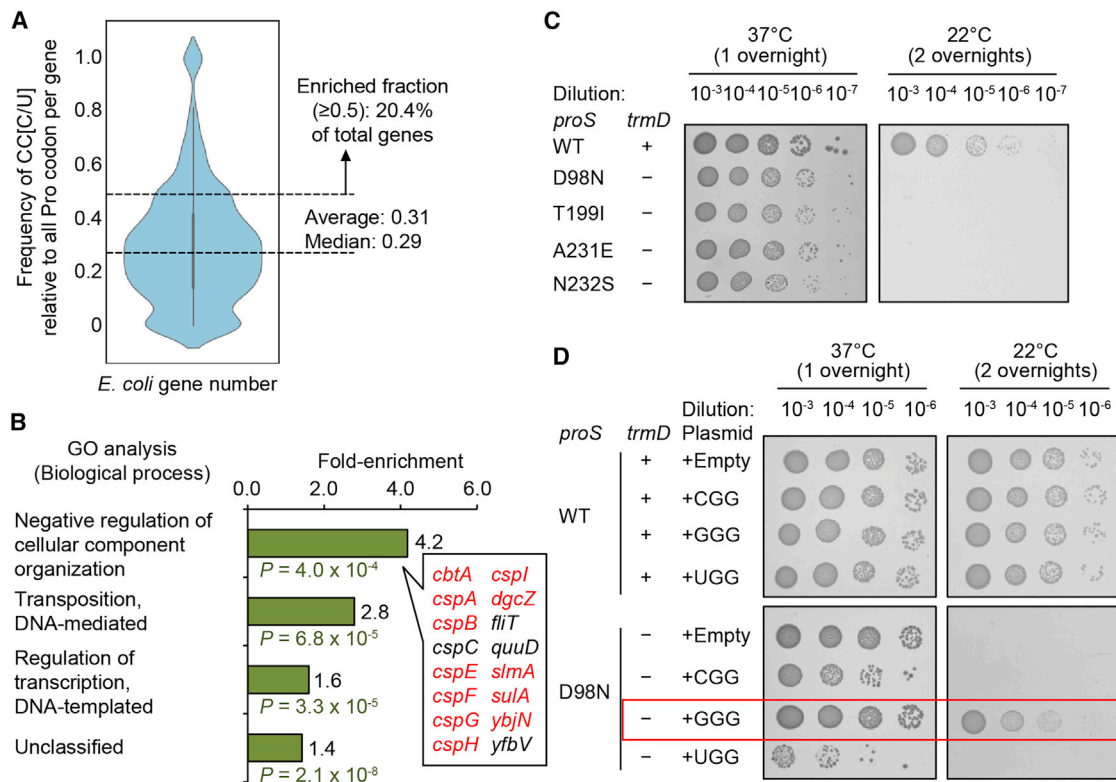 A
1.0
0.8
0.6
0.4
0.2
0
Frequency of CC[C/U]
relative to all Pro codon per gene
Enriched fraction
(≥0.5): 20.4%
of total genes
Average: 0.31
Median: 0.29
E. coli gene number
B
GO analysis
(Biological process)
Fold-enrichment
0.0 2.0 4.0 6.0
Negative regulation of
cellular component
organization
4.2
P = 4.0 x 10⁻⁴
Transposition,
DNA-mediated
2.8
P = 6.8 x 10⁻⁵
Regulation of
transcription,
DNA-templated
1.6
P = 3.3 x 10⁻⁵
Unclassified
1.4
P = 2.1 x 10⁻⁸
cbtA cspI
cspA dgcZ
cspB fliT
cspC quuD
cspE slmA
cspF sulA
cspG ybjN
cspH yfbV
C
37°C
(1 overnight)
22°C
(2 overnights)
Dilution:
10⁻³ 10⁻⁴ 10⁻⁵ 10⁻⁶ 10⁻⁷
10⁻³ 10⁻⁴ 10⁻⁵ 10⁻⁶ 10⁻⁷
proS trmD
WT +
D98N −
T199I −
A231E −
N232S −
D
37°C
(1 overnight)
22°C
(2 overnights)
Dilution:
10⁻³ 10⁻⁴ 10⁻⁵ 10⁻⁶
10⁻³ 10⁻⁴ 10⁻⁵ 10⁻⁶
proS trmD Plasmid
WT
+ +Empty
+ +CGG
+ +GGG
+ +UGG
D98N
− +Empty
− +CGG
− +GGG
− +UGG